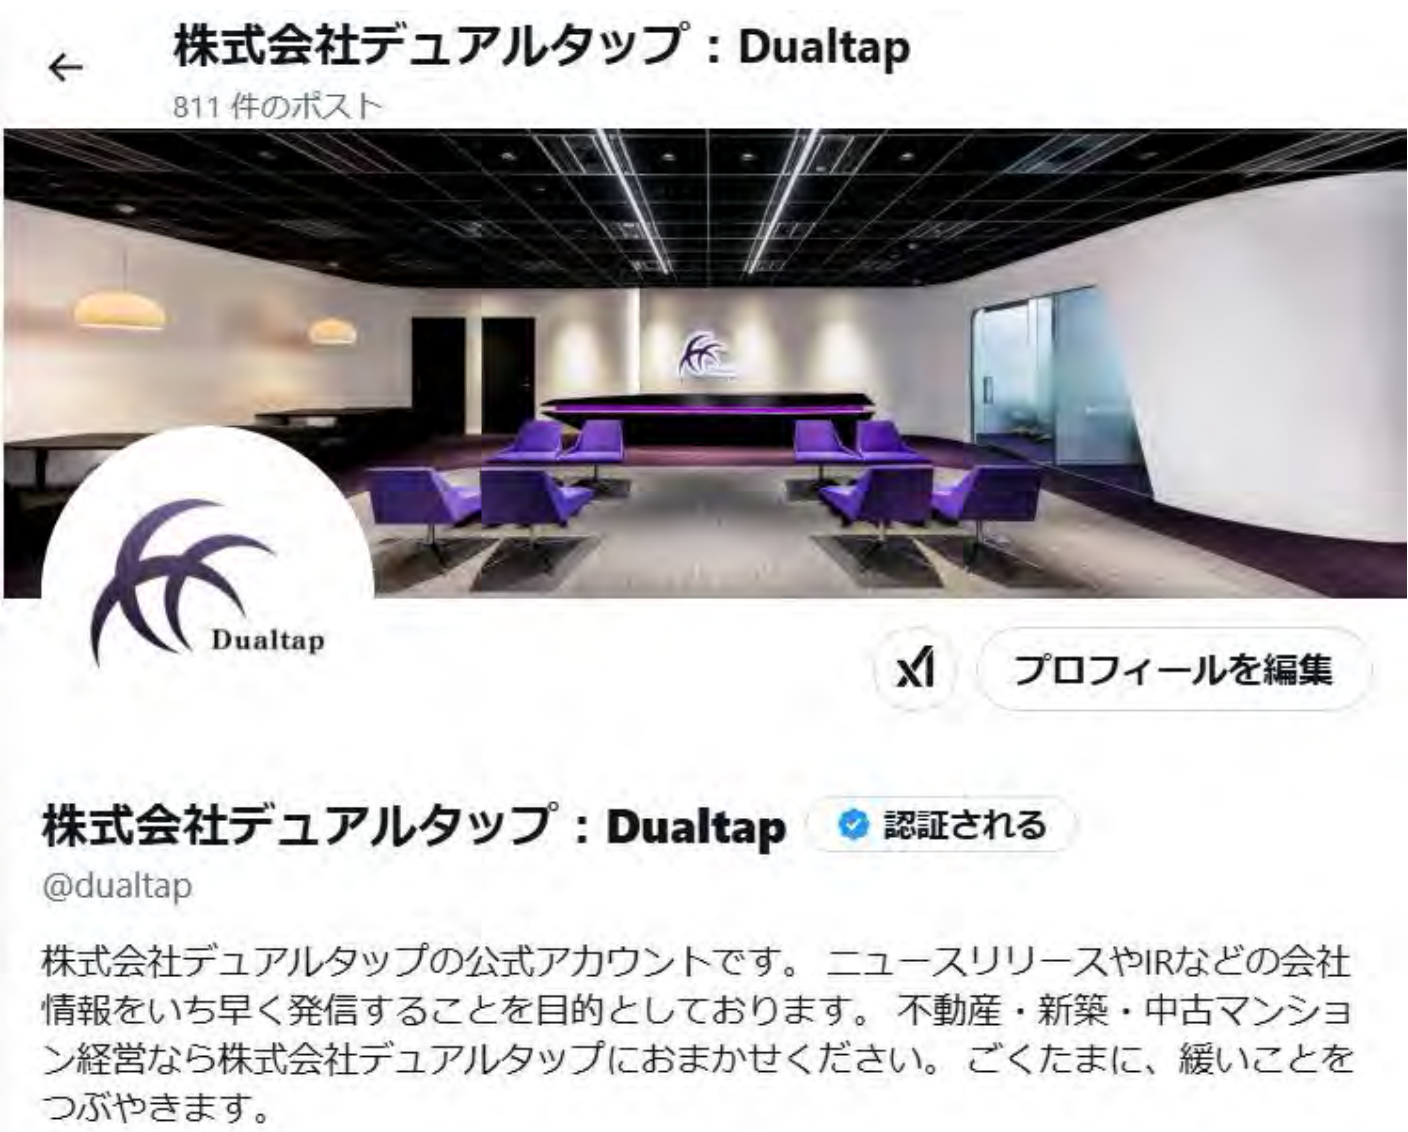 株式会社デュアルタップ：Dualtap
811 件のポスト
Dualtap
プロフィールを編集
株式会社デュアルタップ：Dualtap 認証される
@dualtap
株式会社デュアルタップの公式アカウントです。 ニュースリリースやIRなどの会社
情報をいち早く発信することを目的としております。 不動産・新築・中古マンショ
ン経営なら株式会社デュアルタップにおまかせください。 ごくたまに、緩いことを
つぶやきます。